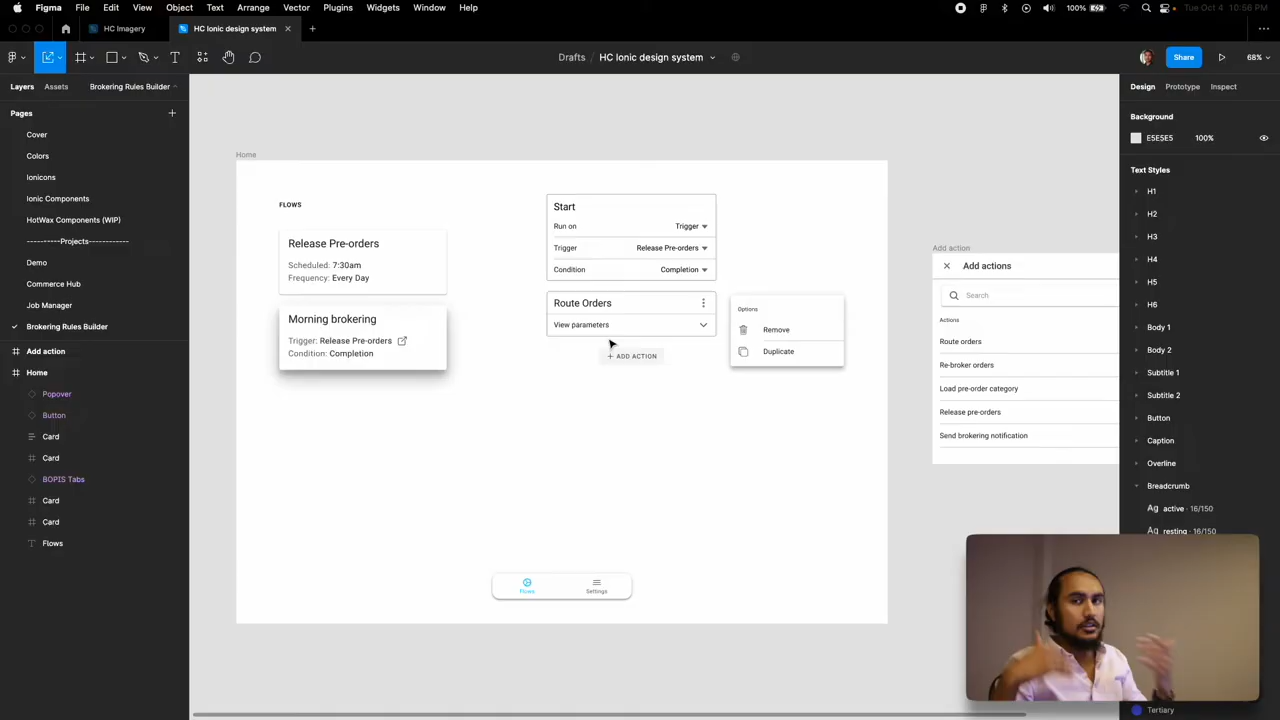 Figma File Edit View Object Text Arrange Vector Plugins Widgets Window Help 100% Tue Oct 4 10:56 PM
HC Imagery HC Ionic design system
Drafts / HC Ionic design system Share 68%
Layers Assets Brokering Rules Builder
Pages
Cover
Colors
Ionicons
Ionic Components
HotWax Components (WIP)
----------Projects------------
Demo
Commerce Hub
Job Manager
Brokering Rules Builder
Add action
Home
Popover
Button
Card
Card
BOPIS Tabs
Card
Card
Flows
Home
FLOWS
Release Pre-orders
Scheduled: 7:30am
Frequency: Every Day
Morning brokering
Trigger: Release Pre-orders
Condition: Completion
Start
Run on Trigger
Trigger Release Pre-orders
Condition Completion
Route Orders
View parameters
+ ADD ACTION
Options
Remove
Duplicate
Flows Settings
Add action
Add actions
Search
Actions
Route orders
Re-broker orders
Load pre-order category
Release pre-orders
Send brokering notification
Design Prototype Inspect
Background
E5E5E5 100%
Text Styles
H1
H2
H3
H4
H5
H6
Body 1
Body 2
Subtitle 1
Subtitle 2
Button
Caption
Overline
Breadcrumb
Ag active · 16/150
Ag resting · 16/150
Tertiary